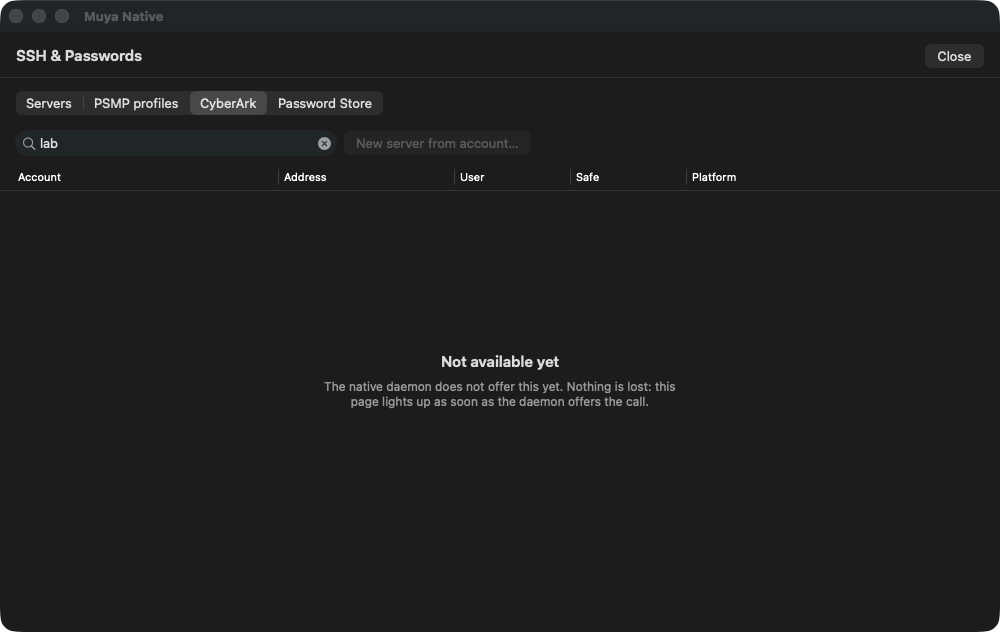 Muya Native
SSH & Passwords
Close
Servers
PSMP profiles
CyberArk
Password Store
lab
New server from account...
Account
Address
User
Safe
Platform
Not available yet
The native daemon does not offer this yet. Nothing is lost: this
page lights up as soon as the daemon offers the call.